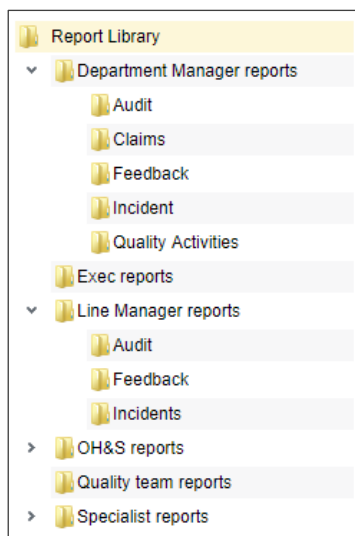 Report Library
Department Manager reports
Audit
Claims
Feedback
Incident
Quality Activities
Exec reports
Line Manager reports
Audit
Feedback
Incidents
OH&S reports
Quality team reports
Specialist reports